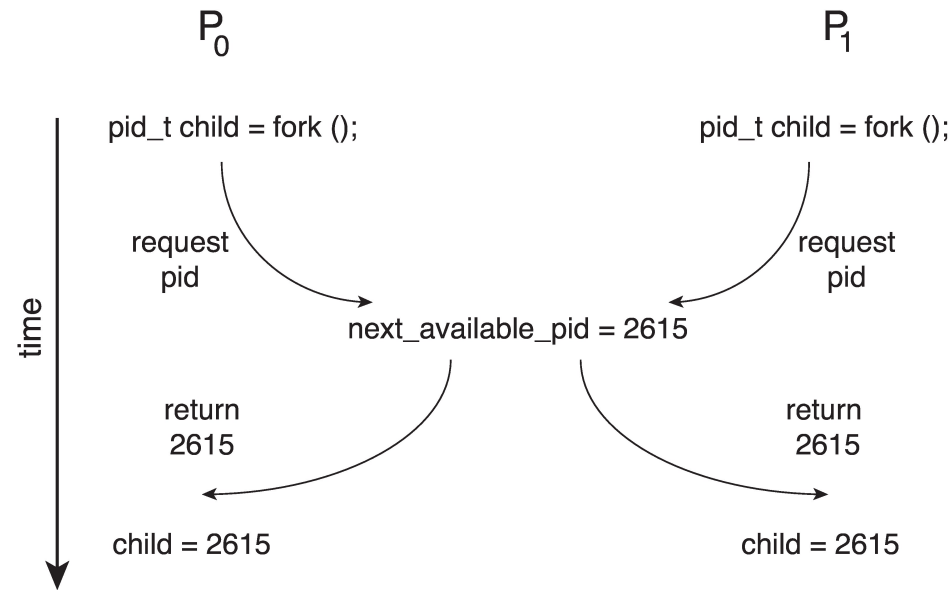 P0
P1
pid_t child = fork ();
pid_t child = fork ();
request
pid
request
pid
time
next_available_pid = 2615
return
2615
return
2615
child = 2615
child = 2615